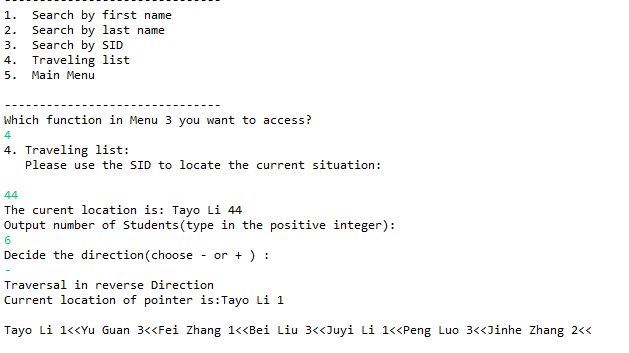 -------------------------------
1.  Search by first name
2.  Search by last name
3.  Search by SID
4.  Traveling list
5.  Main Menu
-------------------------------
Which function in Menu 3 you want to access?
4
4. Traveling list:
   Please use the SID to locate the current situation:
44
The curent location is: Tayo Li 44
Output number of Students(type in the positive integer):
6
Decide the direction(choose - or + ) :
-
Traversal in reverse Direction
Current location of pointer is:Tayo Li 1
Tayo Li 1<<Yu Guan 3<<Fei Zhang 1<<Bei Liu 3<<Juyi Li 1<<Peng Luo 3<<Jinhe Zhang 2<<